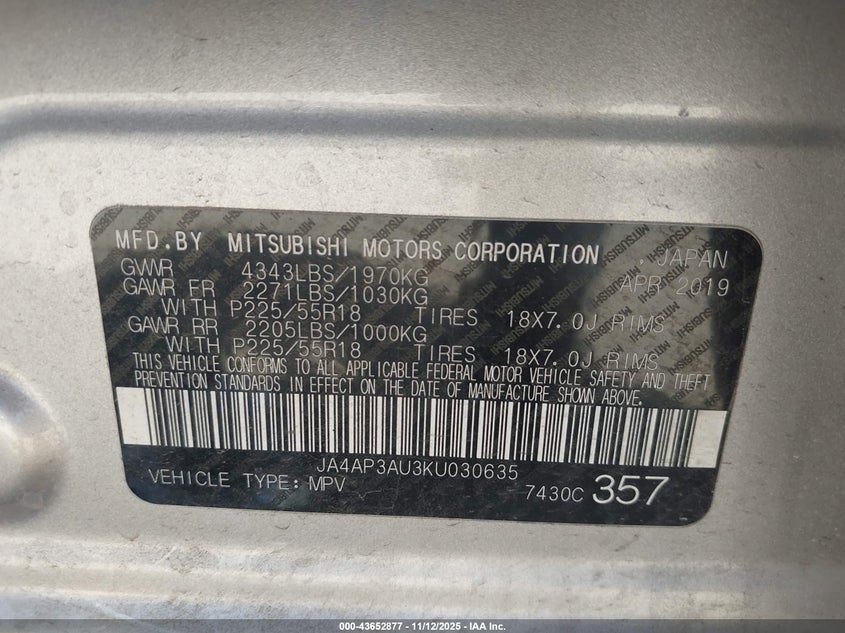 MFD.BY MITSUBISHI MOTORS CORPORATION JAPAN
GVWR 4343LBS/1970KG APR 2019
GAWR FR 2271LBS/1030KG
WITH P225/55R18 TIRES 18X7.0J RIMS
GAWR RR 2205LBS/1000KG
WITH P225/55R18 TIRES 18X7.0J RIMS
THIS VEHICLE CONFORMS TO ALL APPLICABLE FEDERAL MOTOR VEHICLE SAFETY AND THEFT
PREVENTION STANDARDS IN EFFECT ON THE DATE OF MANUFACTURE SHOWN ABOVE.
JA4AP3AU3KU030635
VEHICLE TYPE: MPV 7430C 357
000-43652877 - 11/12/2025 - IAA Inc.